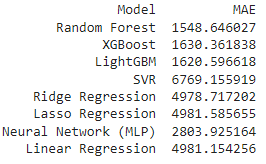 Model MAE
Random Forest 1548.646027
XGBoost 1630.361838
LightGBM 1620.596618
SVR 6769.155919
Ridge Regression 4978.717202
Lasso Regression 4981.585655
Neural Network (MLP) 2803.925164
Linear Regression 4981.154256